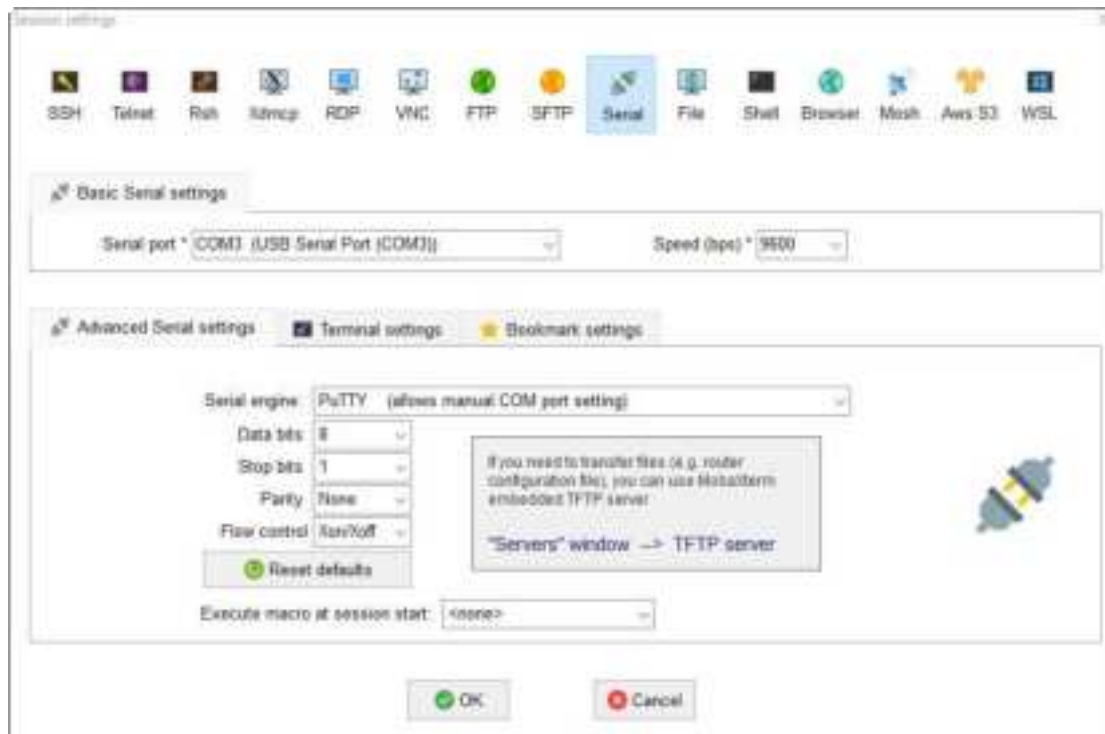 Session settings
SSH Telnet Rsh Xdmcp RDP VNC FTP SFTP Serial File Shell Browser Mosh Aws S3 WSL
Basic Serial settings
Serial port * COM3 (USB Serial Port (COM3)) Speed (bps) * 9600
Advanced Serial settings Terminal settings Bookmark settings
Serial engine PuTTY (allows manual COM port setting)
Data bits 8
Stop bits 1
Parity None
Flow control Xon/Xoff
Reset defaults
If you need to transfer files (e.g. router
configuration file), you can use MobaXterm
embedded TFTP server
"Servers" window --> TFTP server
Execute macro at session start: <none>
OK Cancel